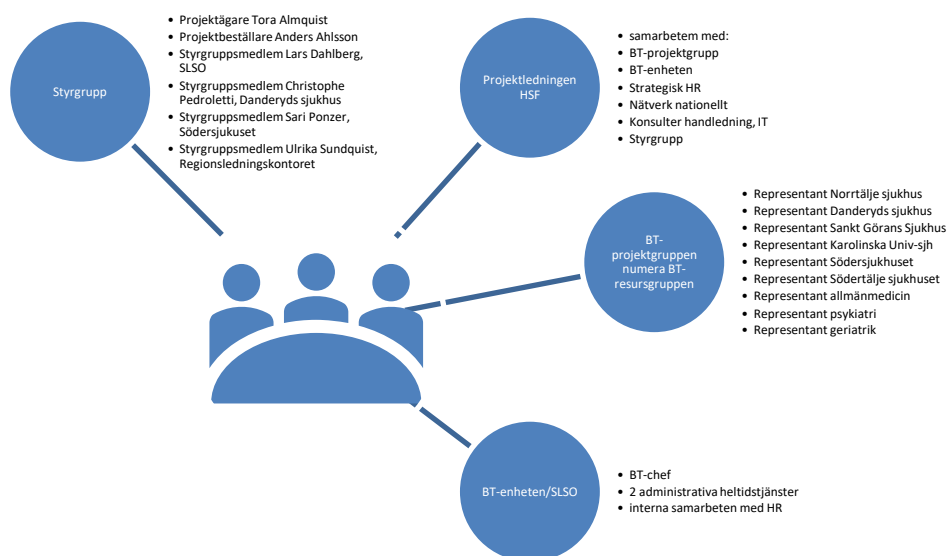 Styrgrupp
• Projektägare Tora Almquist
• Projektbeställare Anders Ahlsson
• Styrgruppsmedlem Lars Dahlberg,
SLSO
• Styrgruppsmedlem Christophe
Pedroletti, Danderyds sjukhus
• Styrgruppsmedlem Sari Ponzer,
Södersjukuset
• Styrgruppsmedlem Ulrika Sundquist,
Regionsledningskontoret
Projektledningen
HSF
• samarbetem med:
• BT-projektgrupp
• BT-enheten
• Strategisk HR
• Nätverk nationellt
• Konsulter handledning, IT
• Styrgrupp
BT-
projektgruppen
numera BT-
resursgruppen
• Representant Norrtälje sjukhus
• Representant Danderyds sjukhus
• Representant Sankt Görans Sjukhus
• Representant Karolinska Univ-sjh
• Representant Södersjukhuset
• Representant Södertälje sjukhuset
• Representant allmänmedicin
• Representant psykiatri
• Representant geriatrik
BT-enheten/SLSO
• BT-chef
• 2 administrativa heltidstjänster
• interna samarbeten med HR